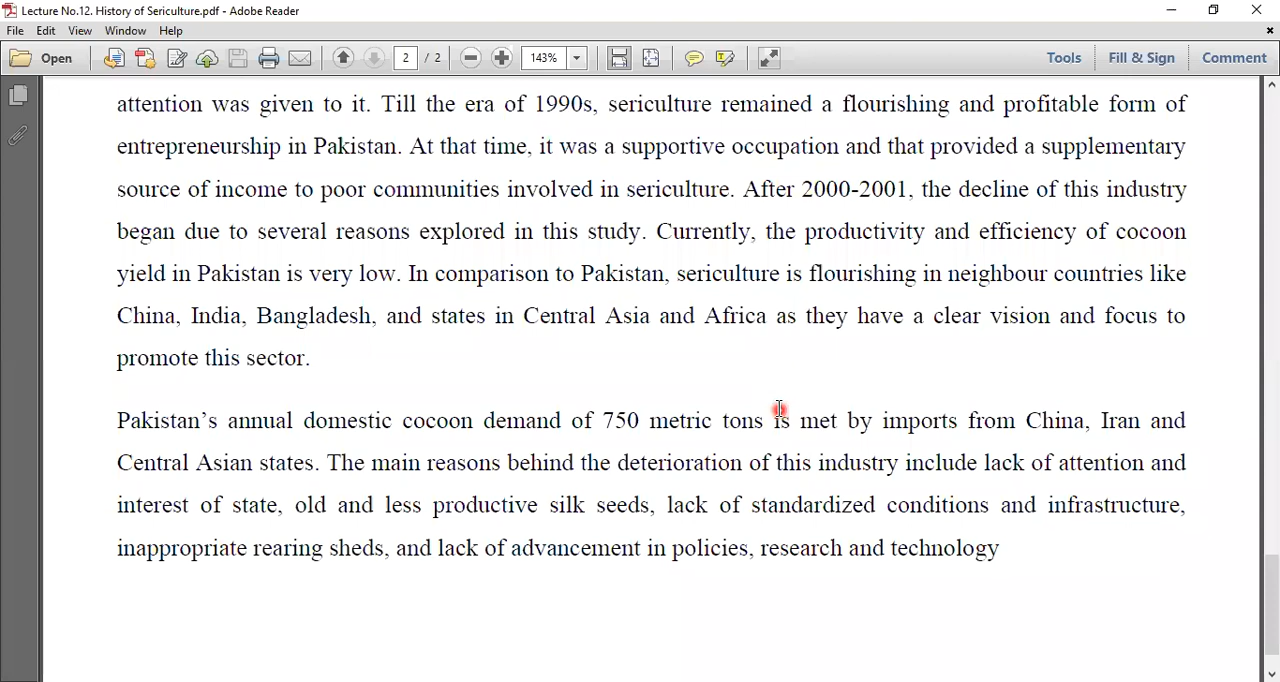 Lecture No.12. History of Sericulture.pdf - Adobe Reader
File Edit View Window Help
Open 2 / 2 143% Tools Fill & Sign Comment
attention was given to it. Till the era of 1990s, sericulture remained a flourishing and profitable form of
entrepreneurship in Pakistan. At that time, it was a supportive occupation and that provided a supplementary
source of income to poor communities involved in sericulture. After 2000-2001, the decline of this industry
began due to several reasons explored in this study. Currently, the productivity and efficiency of cocoon
yield in Pakistan is very low. In comparison to Pakistan, sericulture is flourishing in neighbour countries like
China, India, Bangladesh, and states in Central Asia and Africa as they have a clear vision and focus to
promote this sector.
Pakistan’s annual domestic cocoon demand of 750 metric tons is met by imports from China, Iran and
Central Asian states. The main reasons behind the deterioration of this industry include lack of attention and
interest of state, old and less productive silk seeds, lack of standardized conditions and infrastructure,
inappropriate rearing sheds, and lack of advancement in policies, research and technology